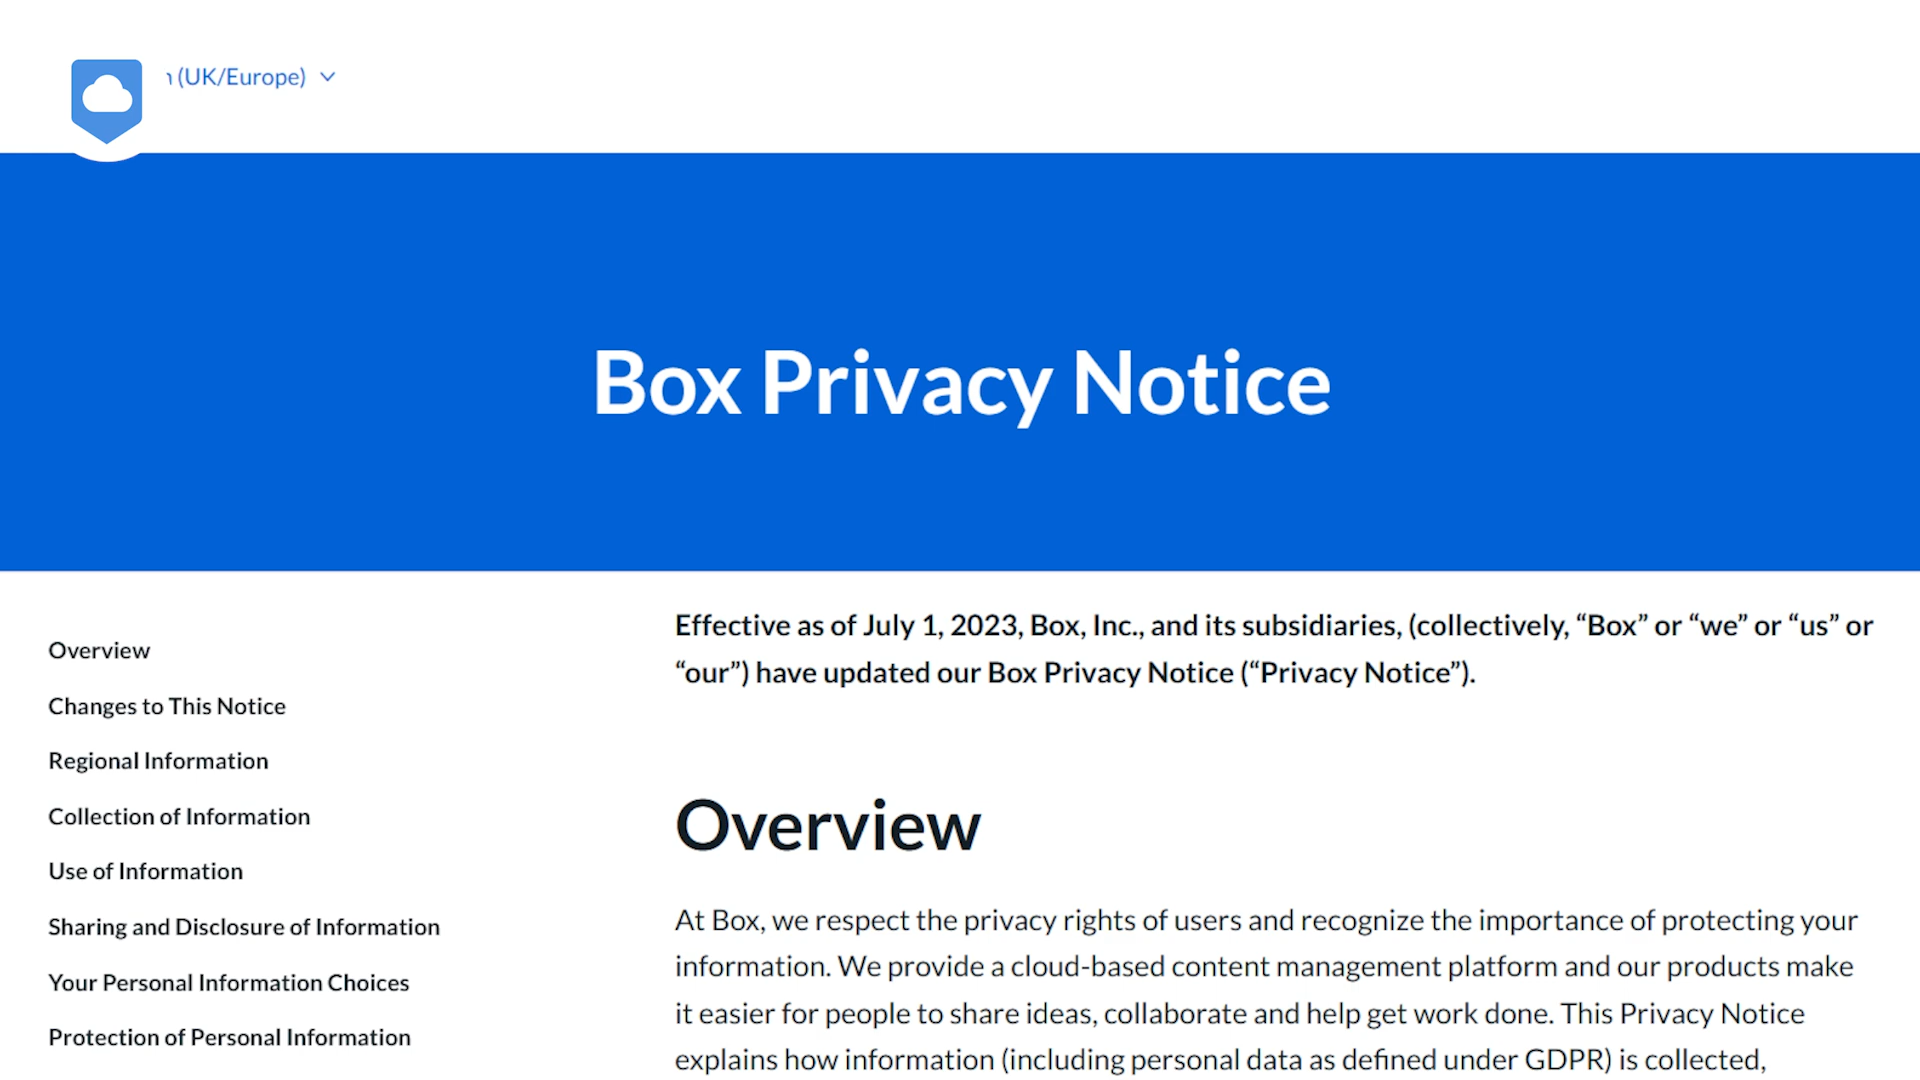 (UK/Europe)
Box Privacy Notice
Overview
Changes to This Notice
Regional Information
Collection of Information
Use of Information
Sharing and Disclosure of Information
Your Personal Information Choices
Protection of Personal Information
Effective as of July 1, 2023, Box, Inc., and its subsidiaries, (collectively, “Box” or “we” or “us” or
“our”) have updated our Box Privacy Notice (“Privacy Notice”).
Overview
At Box, we respect the privacy rights of users and recognize the importance of protecting your
information. We provide a cloud-based content management platform and our products make
it easier for people to share ideas, collaborate and help get work done. This Privacy Notice
explains how information (including personal data as defined under GDPR) is collected,